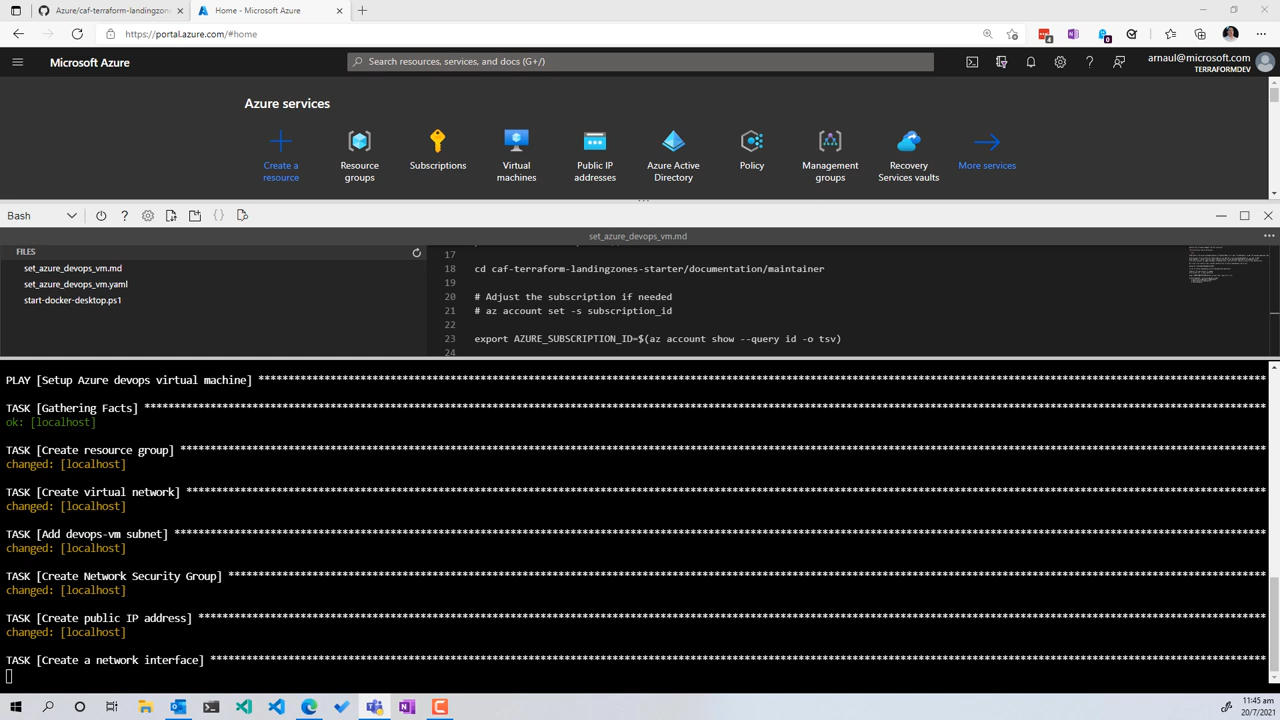 Azure/caf-terraform-landingzon
Home - Microsoft Azure
https://portal.azure.com/#home
4
0
Microsoft Azure
Search resources, services, and docs (G+/)
arnaul@microsoft.com
TERRAFORMDEV
Azure services
Create a
resource
Resource
groups
Subscriptions
Virtual
machines
Public IP
addresses
Azure Active
Directory
Policy
Management
groups
Recovery
Services vaults
More services
Bash
set_azure_devops_vm.md
FILES
set_azure_devops_vm.md
set_azure_devops_vm.yaml
start-docker-desktop.ps1
17
18 cd caf-terraform-landingzones-starter/documentation/maintainer
19
20 # Adjust the subscription if needed
21 # az account set -s subscription_id
22
23 export AZURE_SUBSCRIPTION_ID=$(az account show --query id -o tsv)
24
PLAY [Setup Azure devops virtual machine] ****************************************************************************************************
TASK [Gathering Facts] ****************************************************************************************************
ok: [localhost]
TASK [Create resource group] ****************************************************************************************************
changed: [localhost]
TASK [Create virtual network] ****************************************************************************************************
changed: [localhost]
TASK [Add devops-vm subnet] ****************************************************************************************************
changed: [localhost]
TASK [Create Network Security Group] ****************************************************************************************************
changed: [localhost]
TASK [Create public IP address] ****************************************************************************************************
changed: [localhost]
TASK [Create a network interface] ****************************************************************************************************
11:45 am
20/7/2021